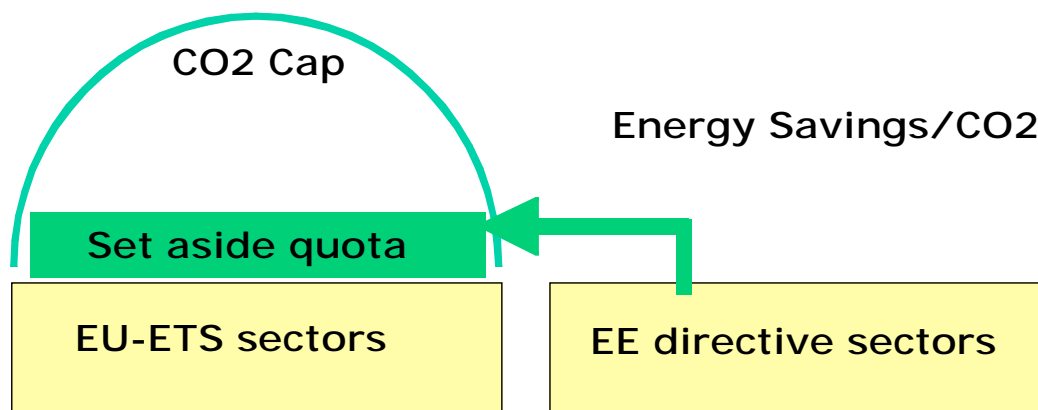 CO2 Cap
Energy Savings/CO2
Set aside quota
EU-ETS sectors
EE directive sectors